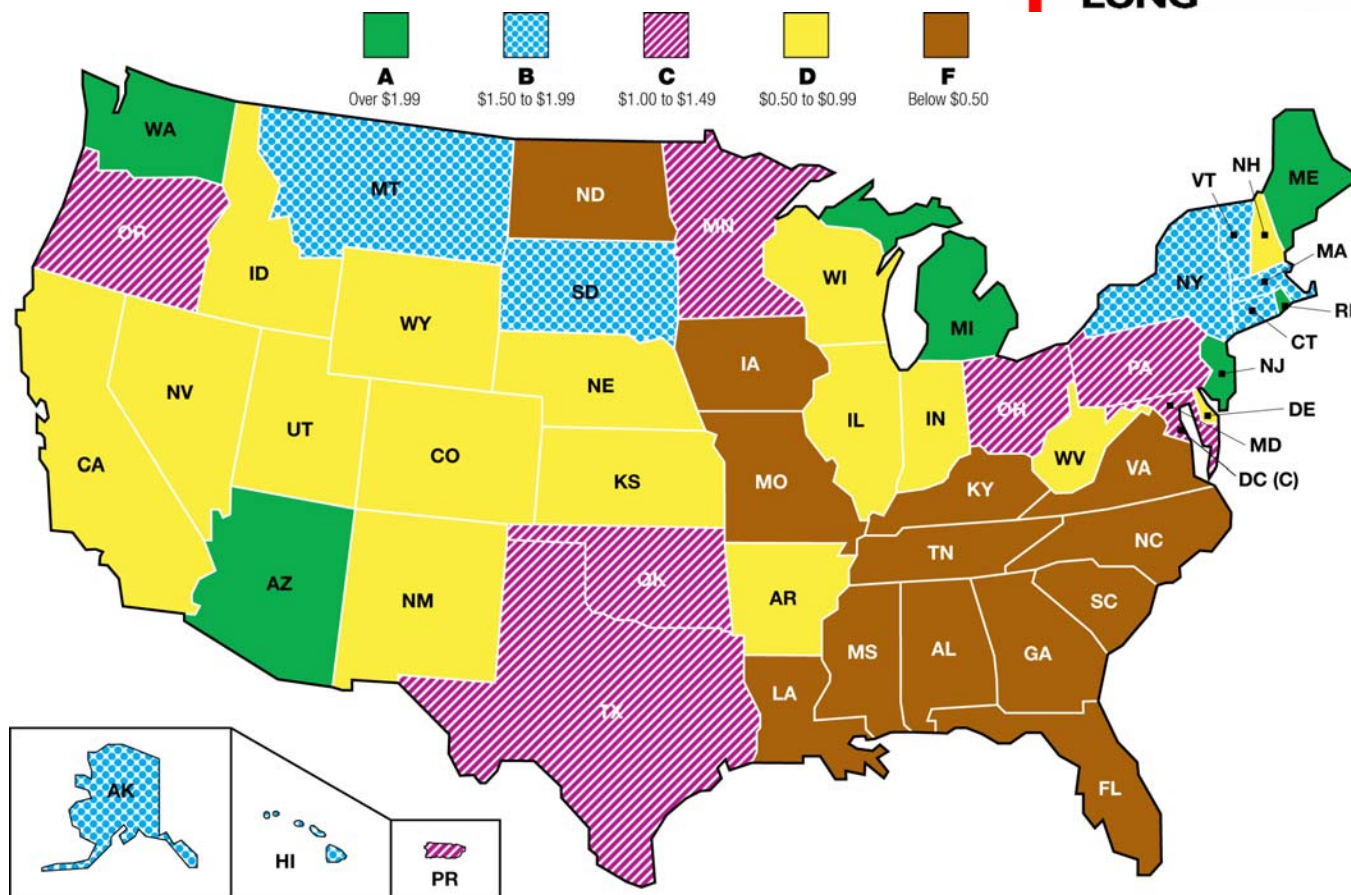 LONG
A B C D F
Over $1.99 $1.50 to $1.99 $1.00 to $1.49 $0.50 to $0.99 Below $0.50
WA
ME
NH
VT
MT
ND
OR
MN
MA
ID
WI
SD
NY
RI
WY
MI
CT
IA
PA
NJ
NE
NV
OH
DE
IL
IN
UT
MD
CO
WV
CA
VA
DC (C)
KS
MO
KY
NC
TN
AZ
OK
NM
AR
SC
MS
AL
GA
LA
TX
FL
AK
HI
PR